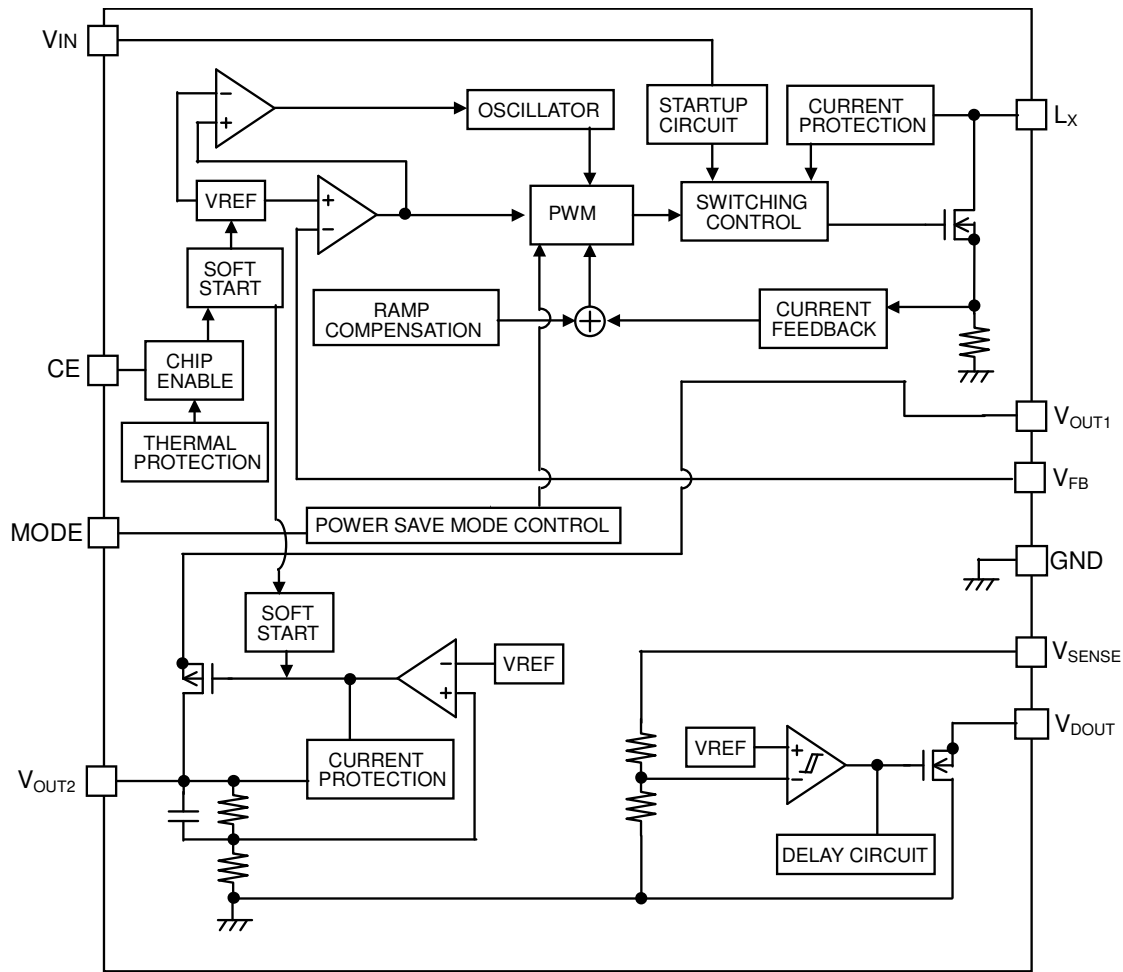 VIN
OSCILLATOR
STARTUP
CIRCUIT
CURRENT
PROTECTION
LX
−
+
VREF
+
−
PWM
SWITCHING
CONTROL
SOFT
START
RAMP
COMPENSATION
+
CURRENT
FEEDBACK
CE
CHIP
ENABLE
THERMAL
PROTECTION
VOUT1
VFB
MODE
POWER SAVE MODE CONTROL
GND
SOFT
START
−
+
VREF
VSENSE
VREF
+
−
VDOUT
VOUT2
CURRENT
PROTECTION
DELAY CIRCUIT